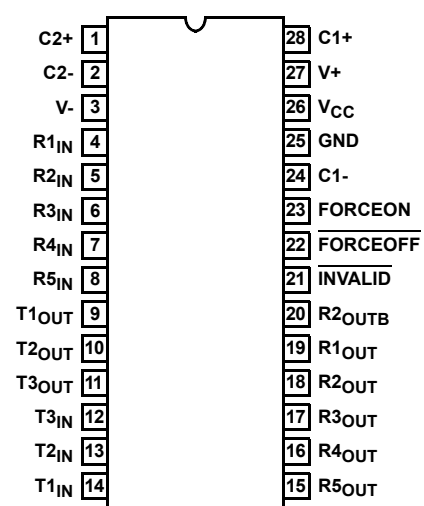 C2+ 1 28 C1+
C2- 2 27 V+
V- 3 26 VCC
R1IN 4 25 GND
R2IN 5 24 C1-
R3IN 6 23 FORCEON
R4IN 7 22 FORCEOFF
R5IN 8 21 INVALID
T1OUT 9 20 R2OUTB
T2OUT 10 19 R1OUT
T3OUT 11 18 R2OUT
T3IN 12 17 R3OUT
T2IN 13 16 R4OUT
T1IN 14 15 R5OUT